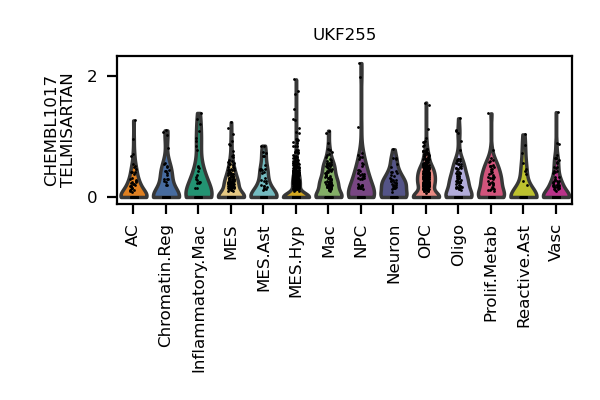 UKF255
CHEMBL1017
TELMISARTAN
2
0
AC
Chromatin.Reg
Inflammatory.Mac
MES
MES.Ast
MES.Hyp
Mac
NPC
Neuron
OPC
Oligo
Prolif.Metab
Reactive.Ast
Vasc